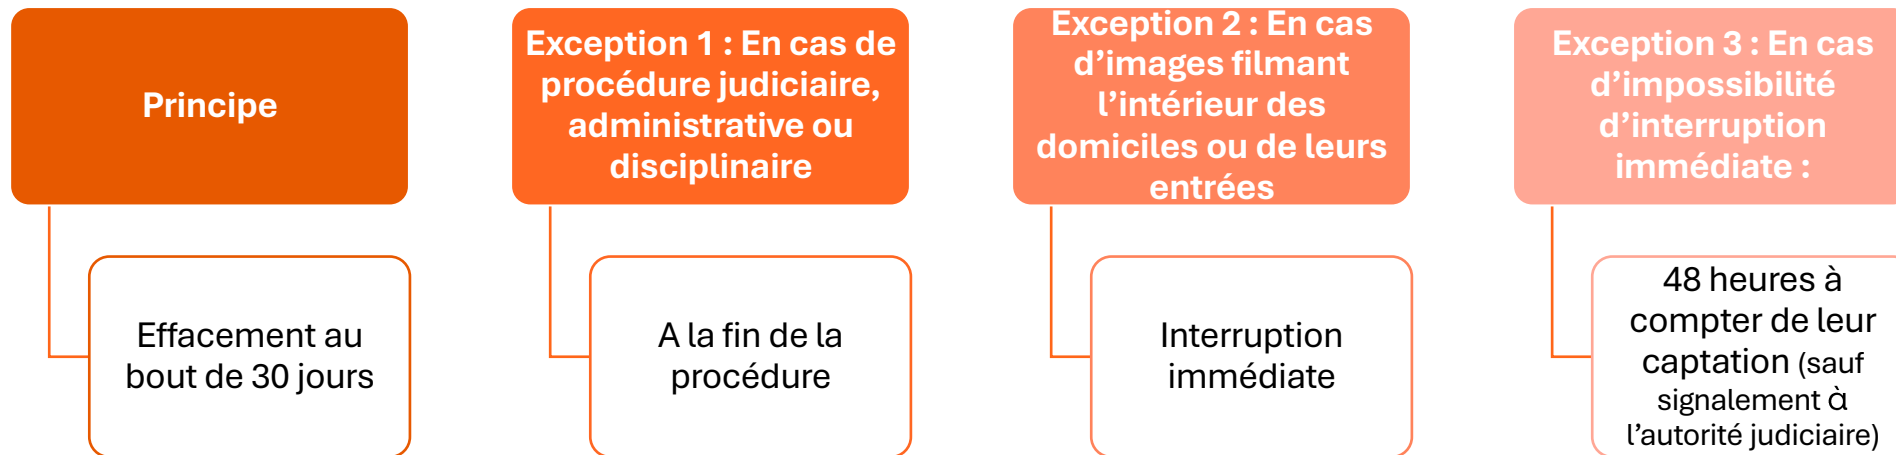 Principe
Effacement au
bout de 30 jours
Exception 1 : En cas de
procédure judiciaire,
administrative ou
disciplinaire
A la fin de la
procédure
Exception 2 : En cas
d’images filmant
l’intérieur des
domiciles ou de leurs
entrées
Interruption
immédiate
Exception 3 : En cas
d’impossibilité
d’interruption
immédiate :
48 heures à
compter de leur
captation (sauf
signalement à
l’autorité judiciaire)